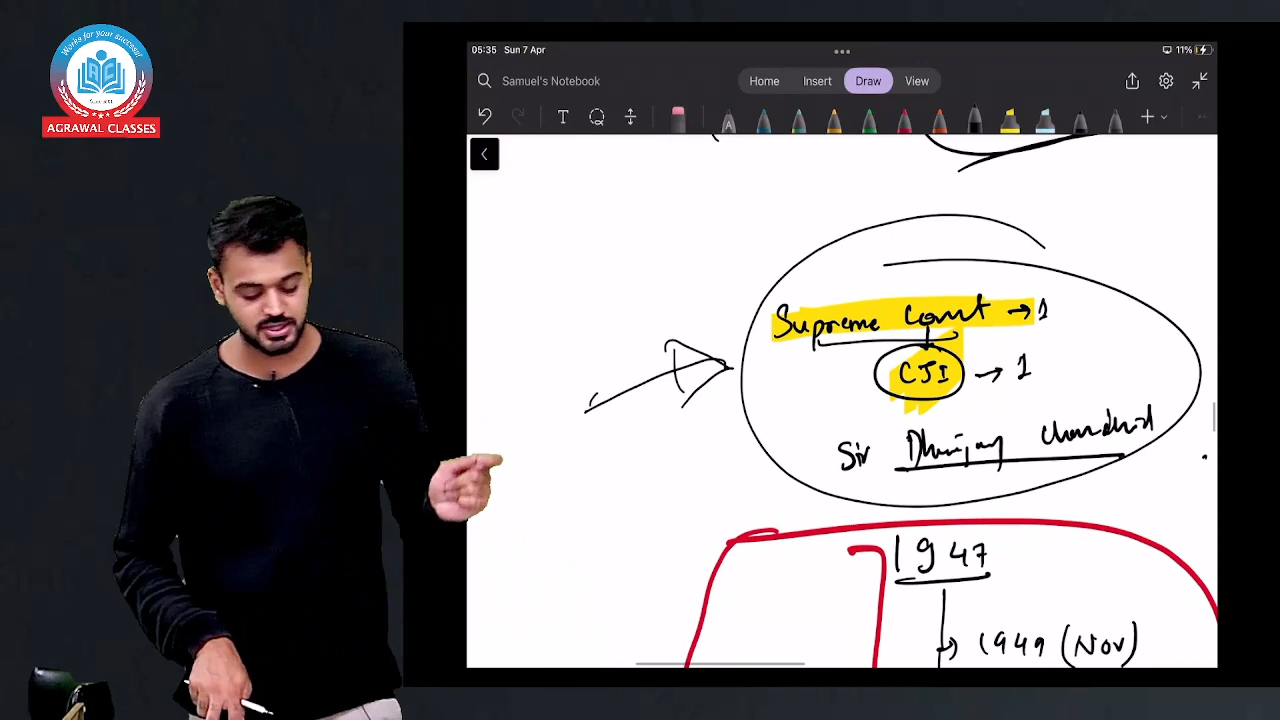 Works for your success
AC
AGRAWAL CLASSES
05:35 Sun 7 Apr
11%
Samuel's Notebook
Home Insert Draw View
T
A
Supreme Court → 1
CJI → 1
Sir Dhananjay
1947
→ 1949 (Nov)